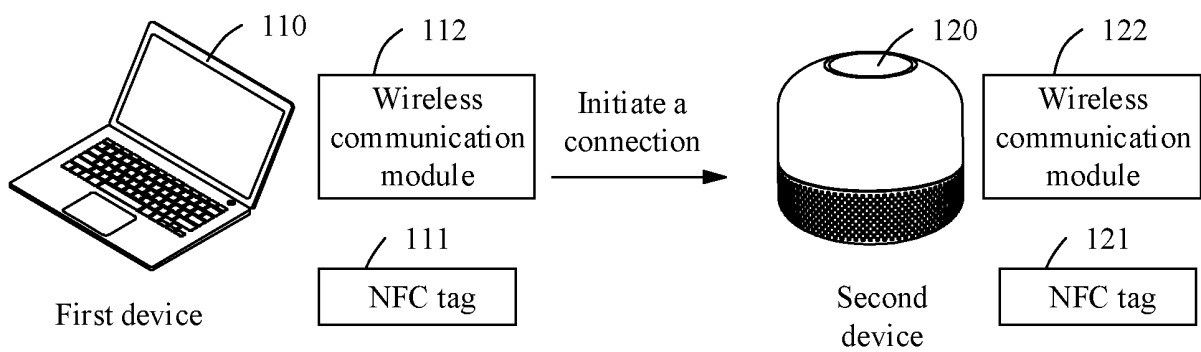 110
112
Wireless
communication
module
111
NFC tag
First device
Initiate a
connection
120
122
Wireless
communication
module
121
NFC tag
Second
device